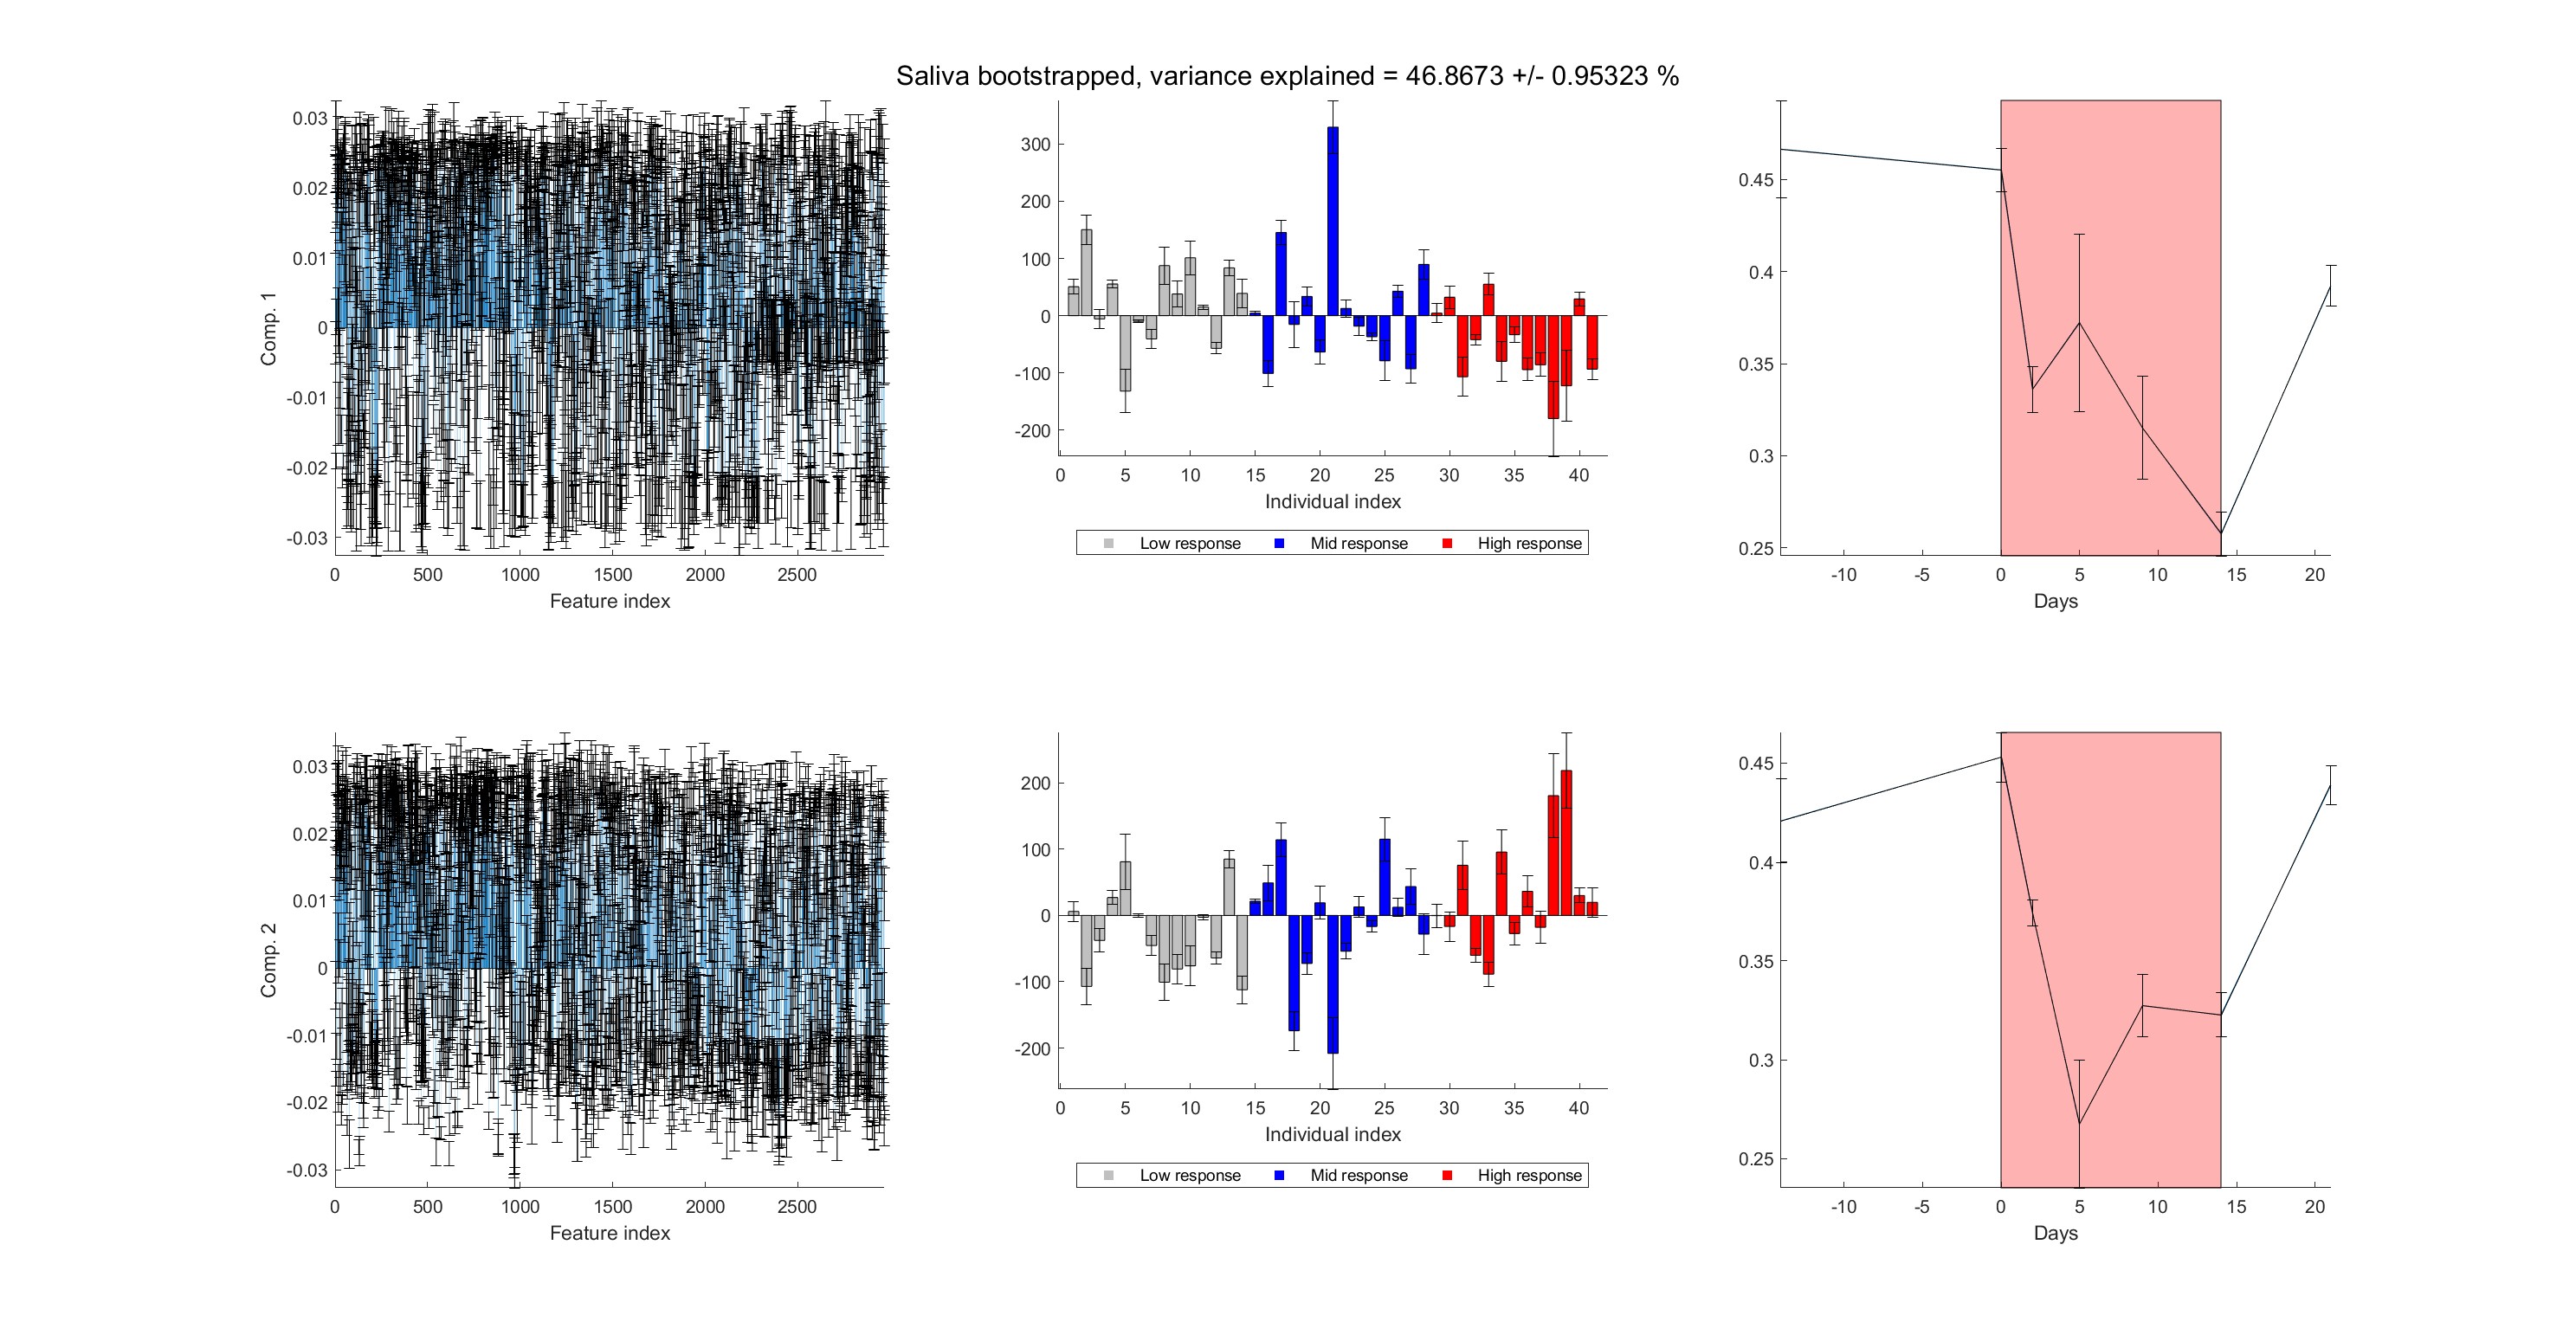 Saliva bootstrapped, variance explained = 46.8673 +/- 0.95323 %
Comp. 1
0.03
0.02
0.01
0
-0.01
-0.02
-0.03
0 500 1000 1500 2000 2500
Feature index
300
200
100
0
-100
-200
0 5 10 15 20 25 30 35 40
Individual index
Low response Mid response High response
0.45
0.4
0.35
0.3
0.25
-10 -5 0 5 10 15 20
Days
Comp. 2
0.03
0.02
0.01
0
-0.01
-0.02
-0.03
0 500 1000 1500 2000 2500
Feature index
200
100
0
-100
-200
0 5 10 15 20 25 30 35 40
Individual index
Low response Mid response High response
0.45
0.4
0.35
0.3
0.25
-10 -5 0 5 10 15 20
Days